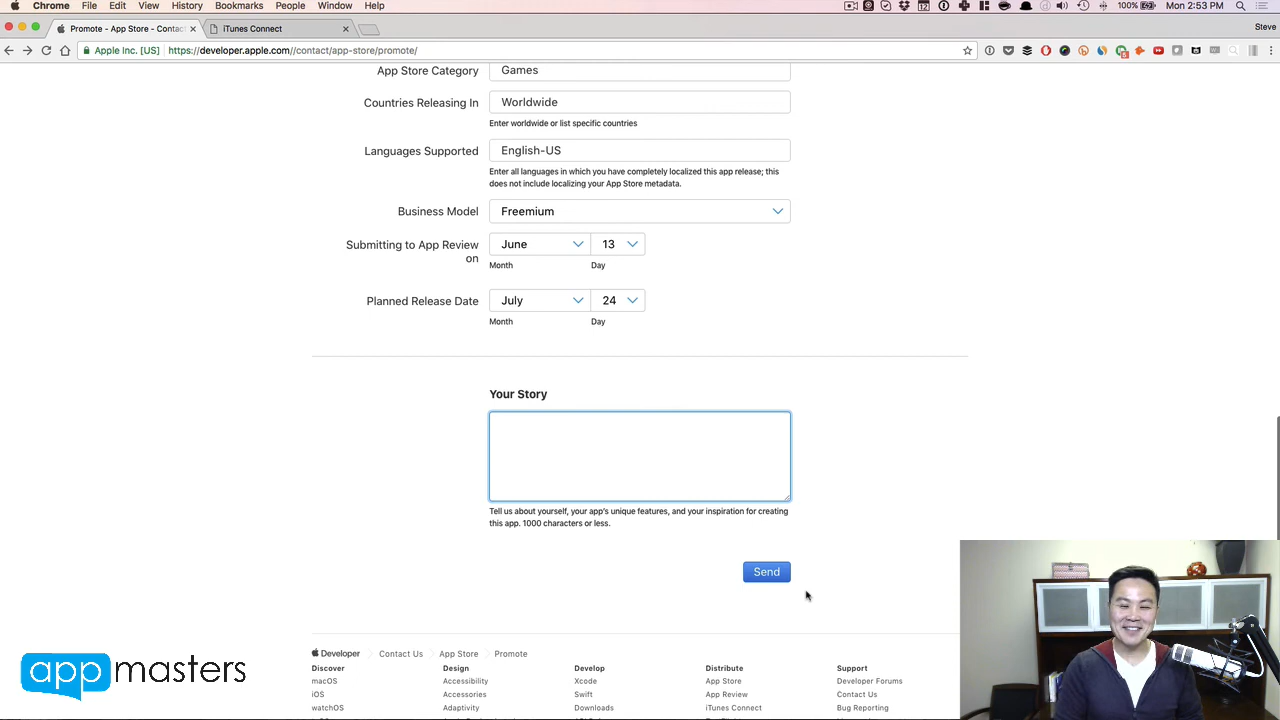 Chrome File Edit View History Bookmarks People Window Help 100% Mon 2:53 PM
Promote - App Store - Contac iTunes Connect Steve
Apple Inc. [US] https://developer.apple.com//contact/app-store/promote/
App Store Category Games
Countries Releasing In Worldwide
Enter worldwide or list specific countries
Languages Supported English-US
Enter all languages in which you have completely localized this app release; this
does not include localizing your App Store metadata.
Business Model Freemium
Submitting to App Review June 13
on
Month Day
Planned Release Date July 24
Month Day
Your Story
Tell us about yourself, your app's unique features, and your inspiration for creating
this app. 1000 characters or less.
Send
Developer Contact Us App Store Promote
Discover Design Develop Distribute Support
macOS Accessibility Xcode App Store Developer Forums
iOS Accessories Swift App Review Contact Us
watchOS Adaptivity Downloads iTunes Connect Bug Reporting
appmasters